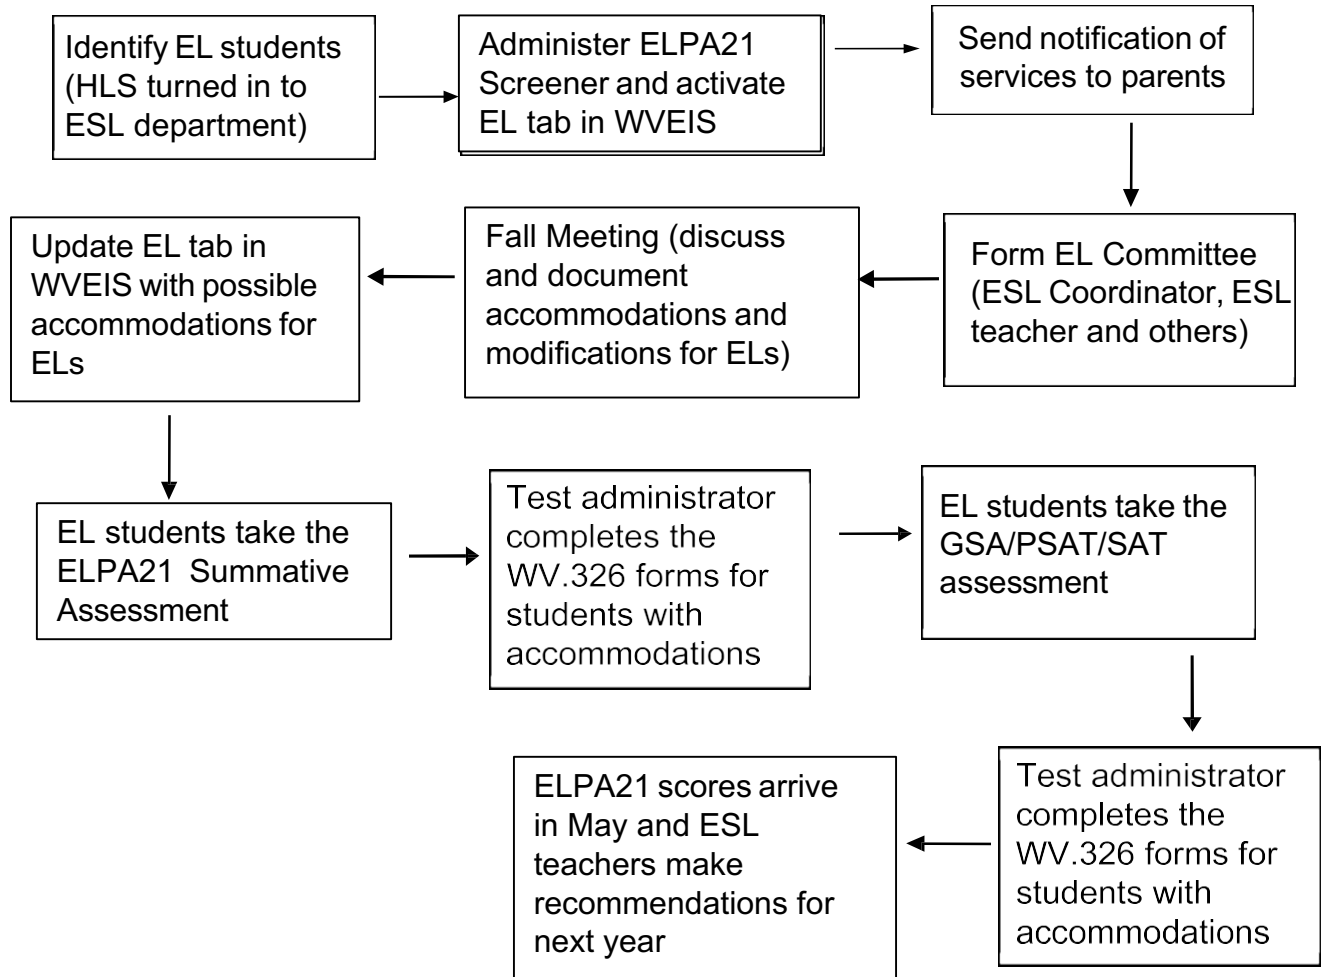 Identify EL students
(HLS turned in to
ESL department)
Administer ELPA21
Screener and activate
EL tab in WVEIS
Send notification of
services to parents
Form EL Committee
(ESL Coordinator, ESL
teacher and others)
Fall Meeting (discuss
and document
accommodations and
modifications for ELs)
Update EL tab in
WVEIS with possible
accommodations for
ELs
EL students take the
ELPA21 Summative
Assessment
Test administrator
completes the
WV.326 forms for
students with
accommodations
EL students take the
GSA/PSAT/SAT
assessment
Test administrator
completes the
WV.326 forms for
students with
accommodations
ELPA21 scores arrive
in May and ESL
teachers make
recommendations for
next year